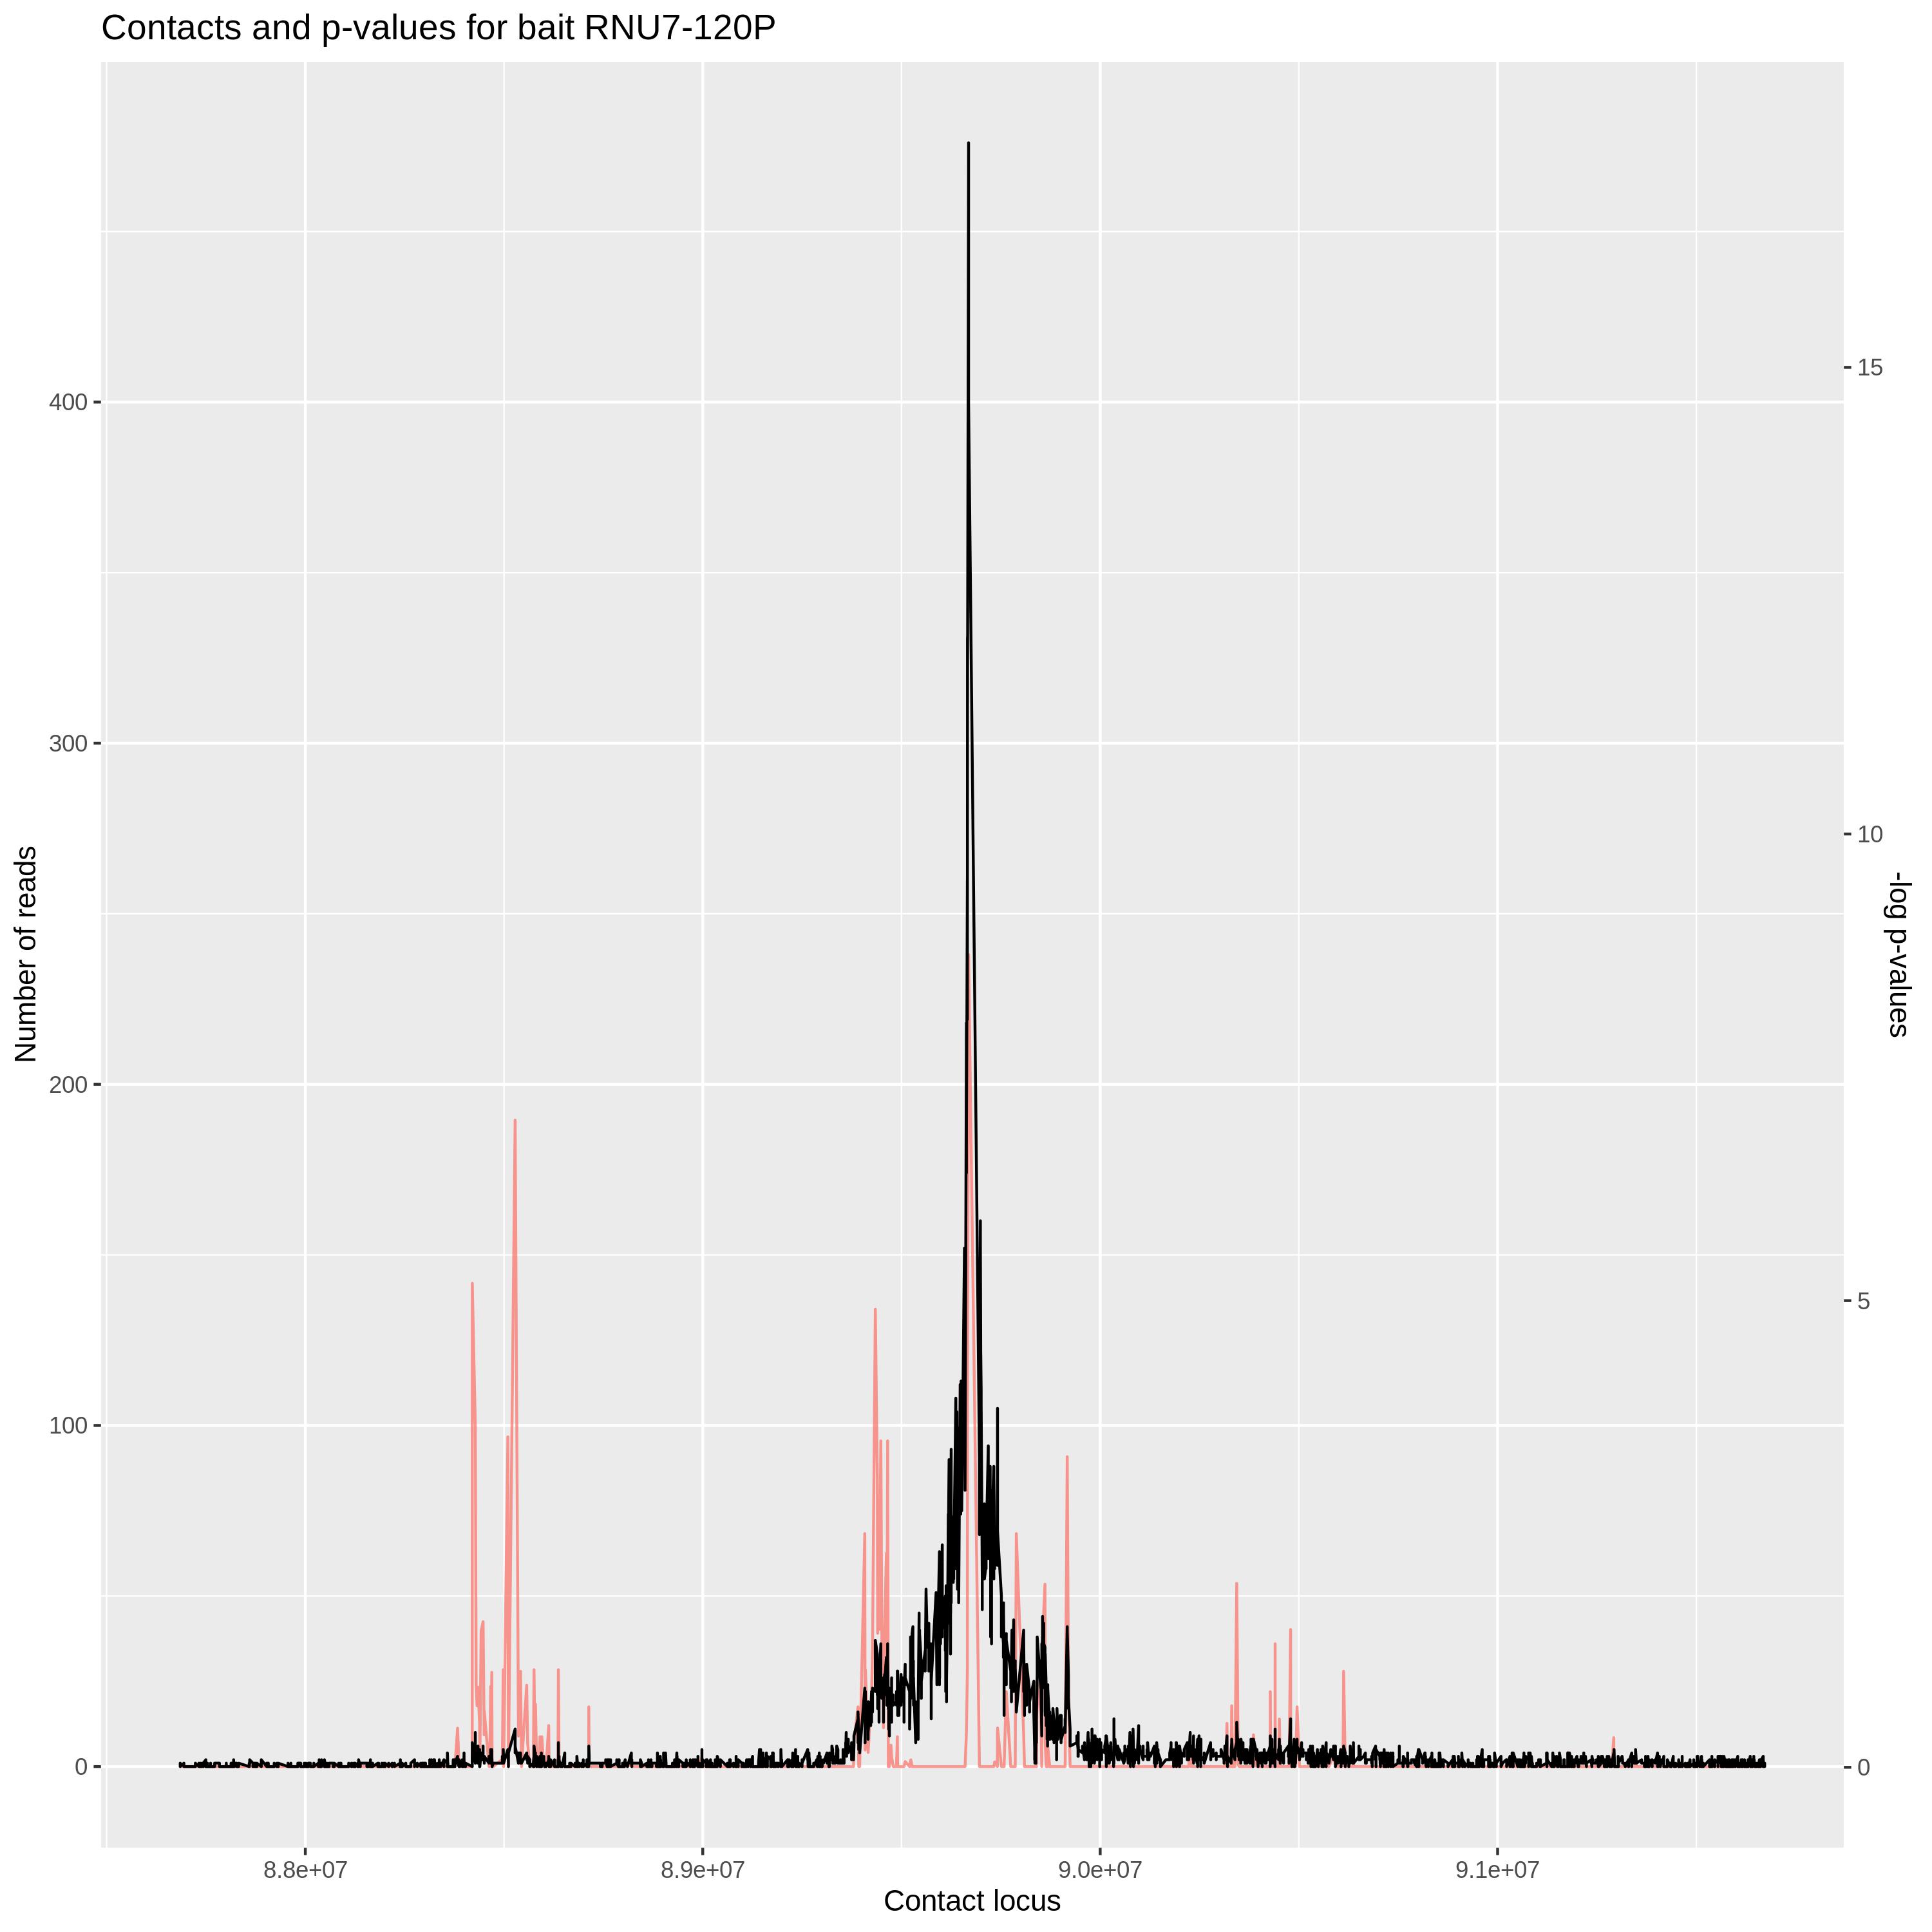 Contacts and p-values for bait RNU7-120P
400
300
200
100
0
15
10
5
0
Number of reads
-log p-values
8.8e+07
8.9e+07
9.0e+07
9.1e+07
Contact locus